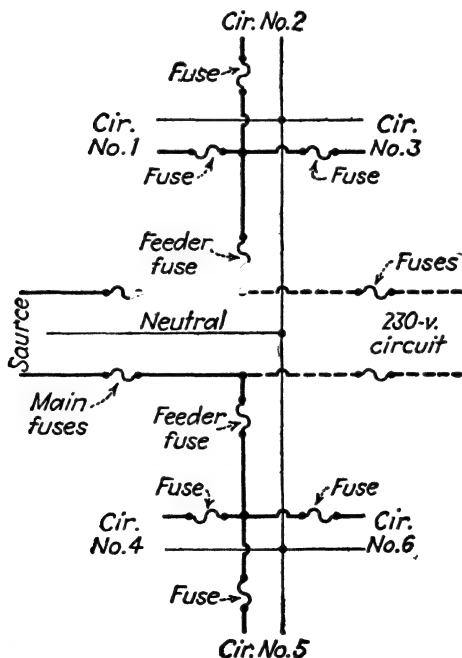 Cir. No.2
Fuse
Cir.
No.1
Cir.
No.3
Fuse
Fuse
Feeder
fuse
Fuses
Source
Neutral
230-v.
circuit
Main
fuses
Feeder
fuse
Fuse
Fuse
Cir.
No.4
Cir.
No.6
Fuse
Cir. No.5